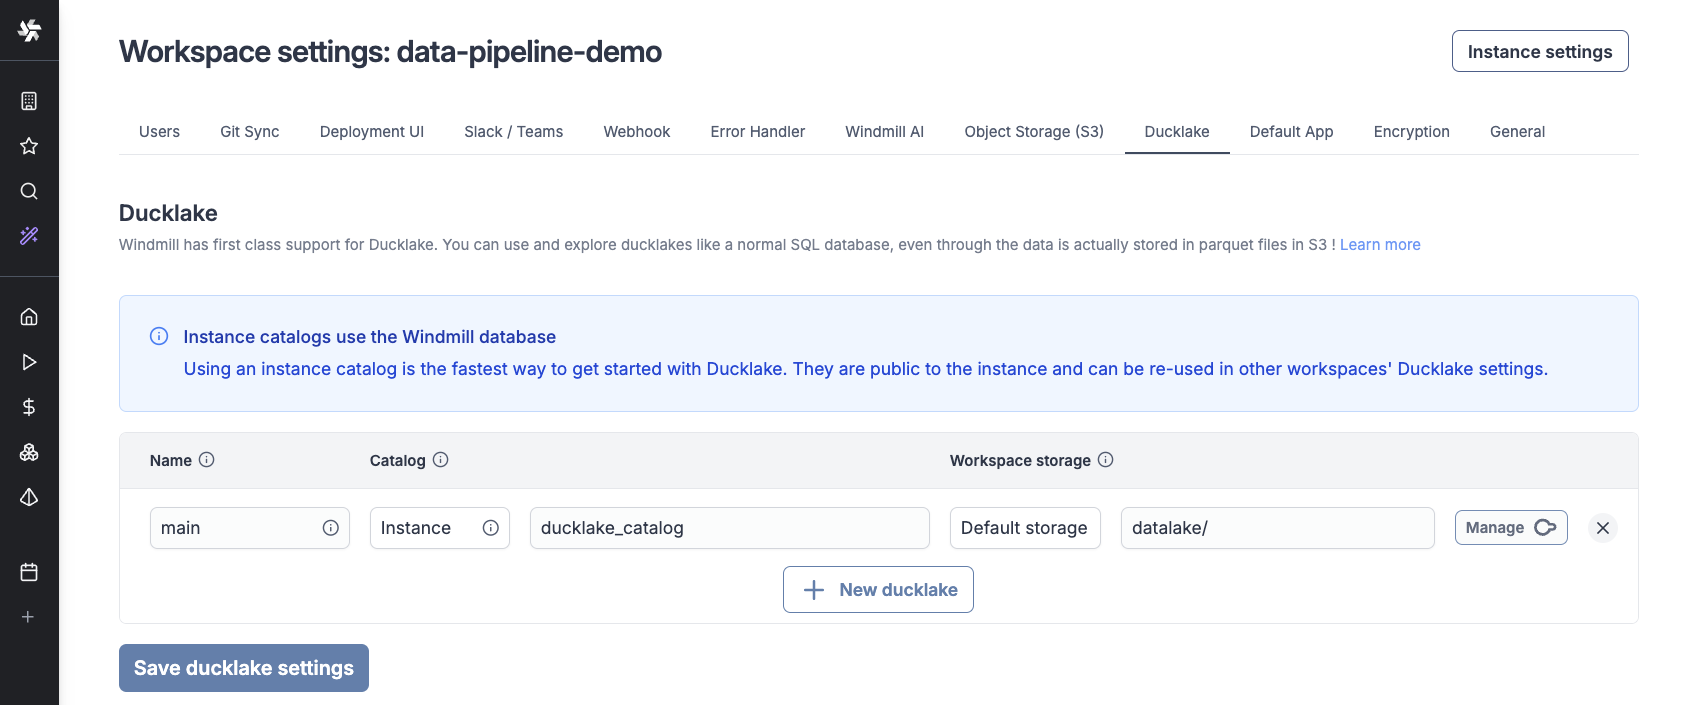 Workspace settings: data-pipeline-demo
Instance settings
Users Git Sync Deployment UI Slack / Teams Webhook Error Handler Windmill AI Object Storage (S3) Ducklake Default App Encryption General
Ducklake
Windmill has first class support for Ducklake. You can use and explore ducklakes like a normal SQL database, even through the data is actually stored in parquet files in S3 ! Learn more
Instance catalogs use the Windmill database
Using an instance catalog is the fastest way to get started with Ducklake. They are public to the instance and can be re-used in other workspaces' Ducklake settings.
Name Catalog Workspace storage
main Instance ducklake_catalog Default storage datalake/ Manage
New ducklake
Save ducklake settings